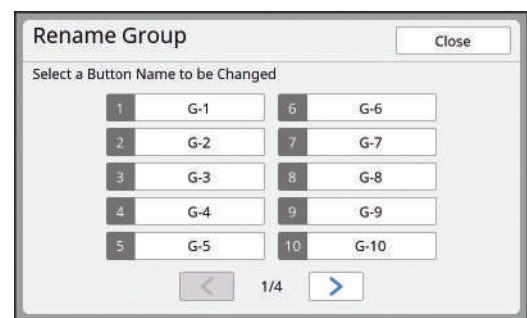 Rename Group
Close
Select a Button Name to be Changed
1 G-1 6 G-6
2 G-2 7 G-7
3 G-3 8 G-8
4 G-4 9 G-9
5 G-5 10 G-10
< 1/4 >